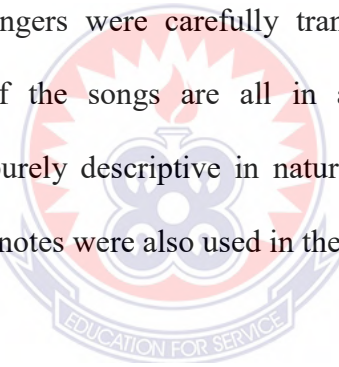 ngers were carefully tran
f the songs are all in a
urely descriptive in natur
notes were also used in the
EDUCATION FOR SERVICE